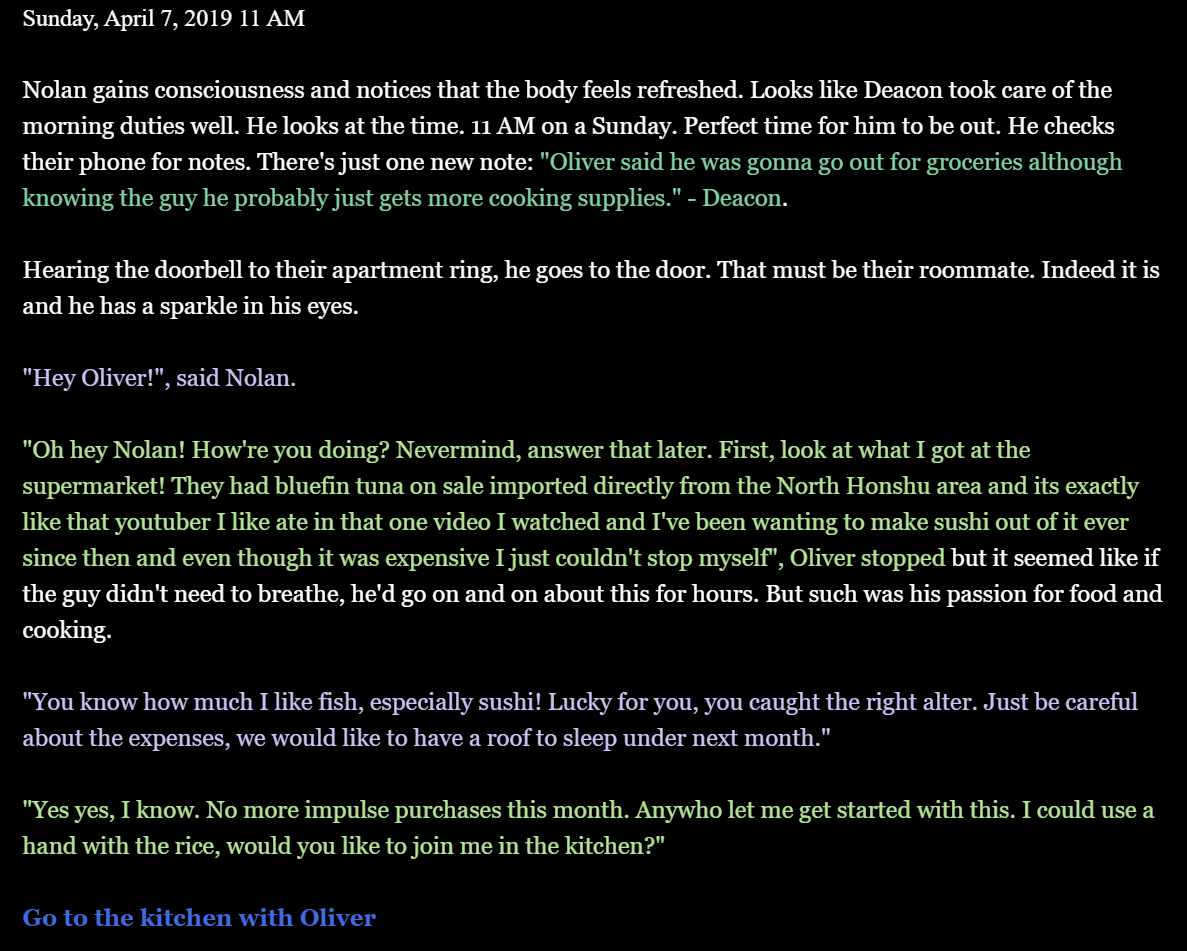 Sunday, April 7, 2019 11 AM
Nolan gains consciousness and notices that the body feels refreshed. Looks like Deacon took care of the
morning duties well. He looks at the time. 11 AM on a Sunday. Perfect time for him to be out. He checks
their phone for notes. There's just one new note: "Oliver said he was gonna go out for groceries although
knowing the guy he probably just gets more cooking supplies." - Deacon.
Hearing the doorbell to their apartment ring, he goes to the door. That must be their roommate. Indeed it is
and he has a sparkle in his eyes.
"Hey Oliver!", said Nolan.
"Oh hey Nolan! How're you doing? Nevermind, answer that later. First, look at what I got at the
supermarket! They had bluefin tuna on sale imported directly from the North Honshu area and its exactly
like that youtuber I like ate in that one video I watched and I've been wanting to make sushi out of it ever
since then and even though it was expensive I just couldn't stop myself", Oliver stopped but it seemed like if
the guy didn't need to breathe, he'd go on and on about this for hours. But such was his passion for food and
cooking.
"You know how much I like fish, especially sushi! Lucky for you, you caught the right alter. Just be careful
about the expenses, we would like to have a roof to sleep under next month."
"Yes yes, I know. No more impulse purchases this month. Anywho let me get started with this. I could use a
hand with the rice, would you like to join me in the kitchen?"
Go to the kitchen with Oliver